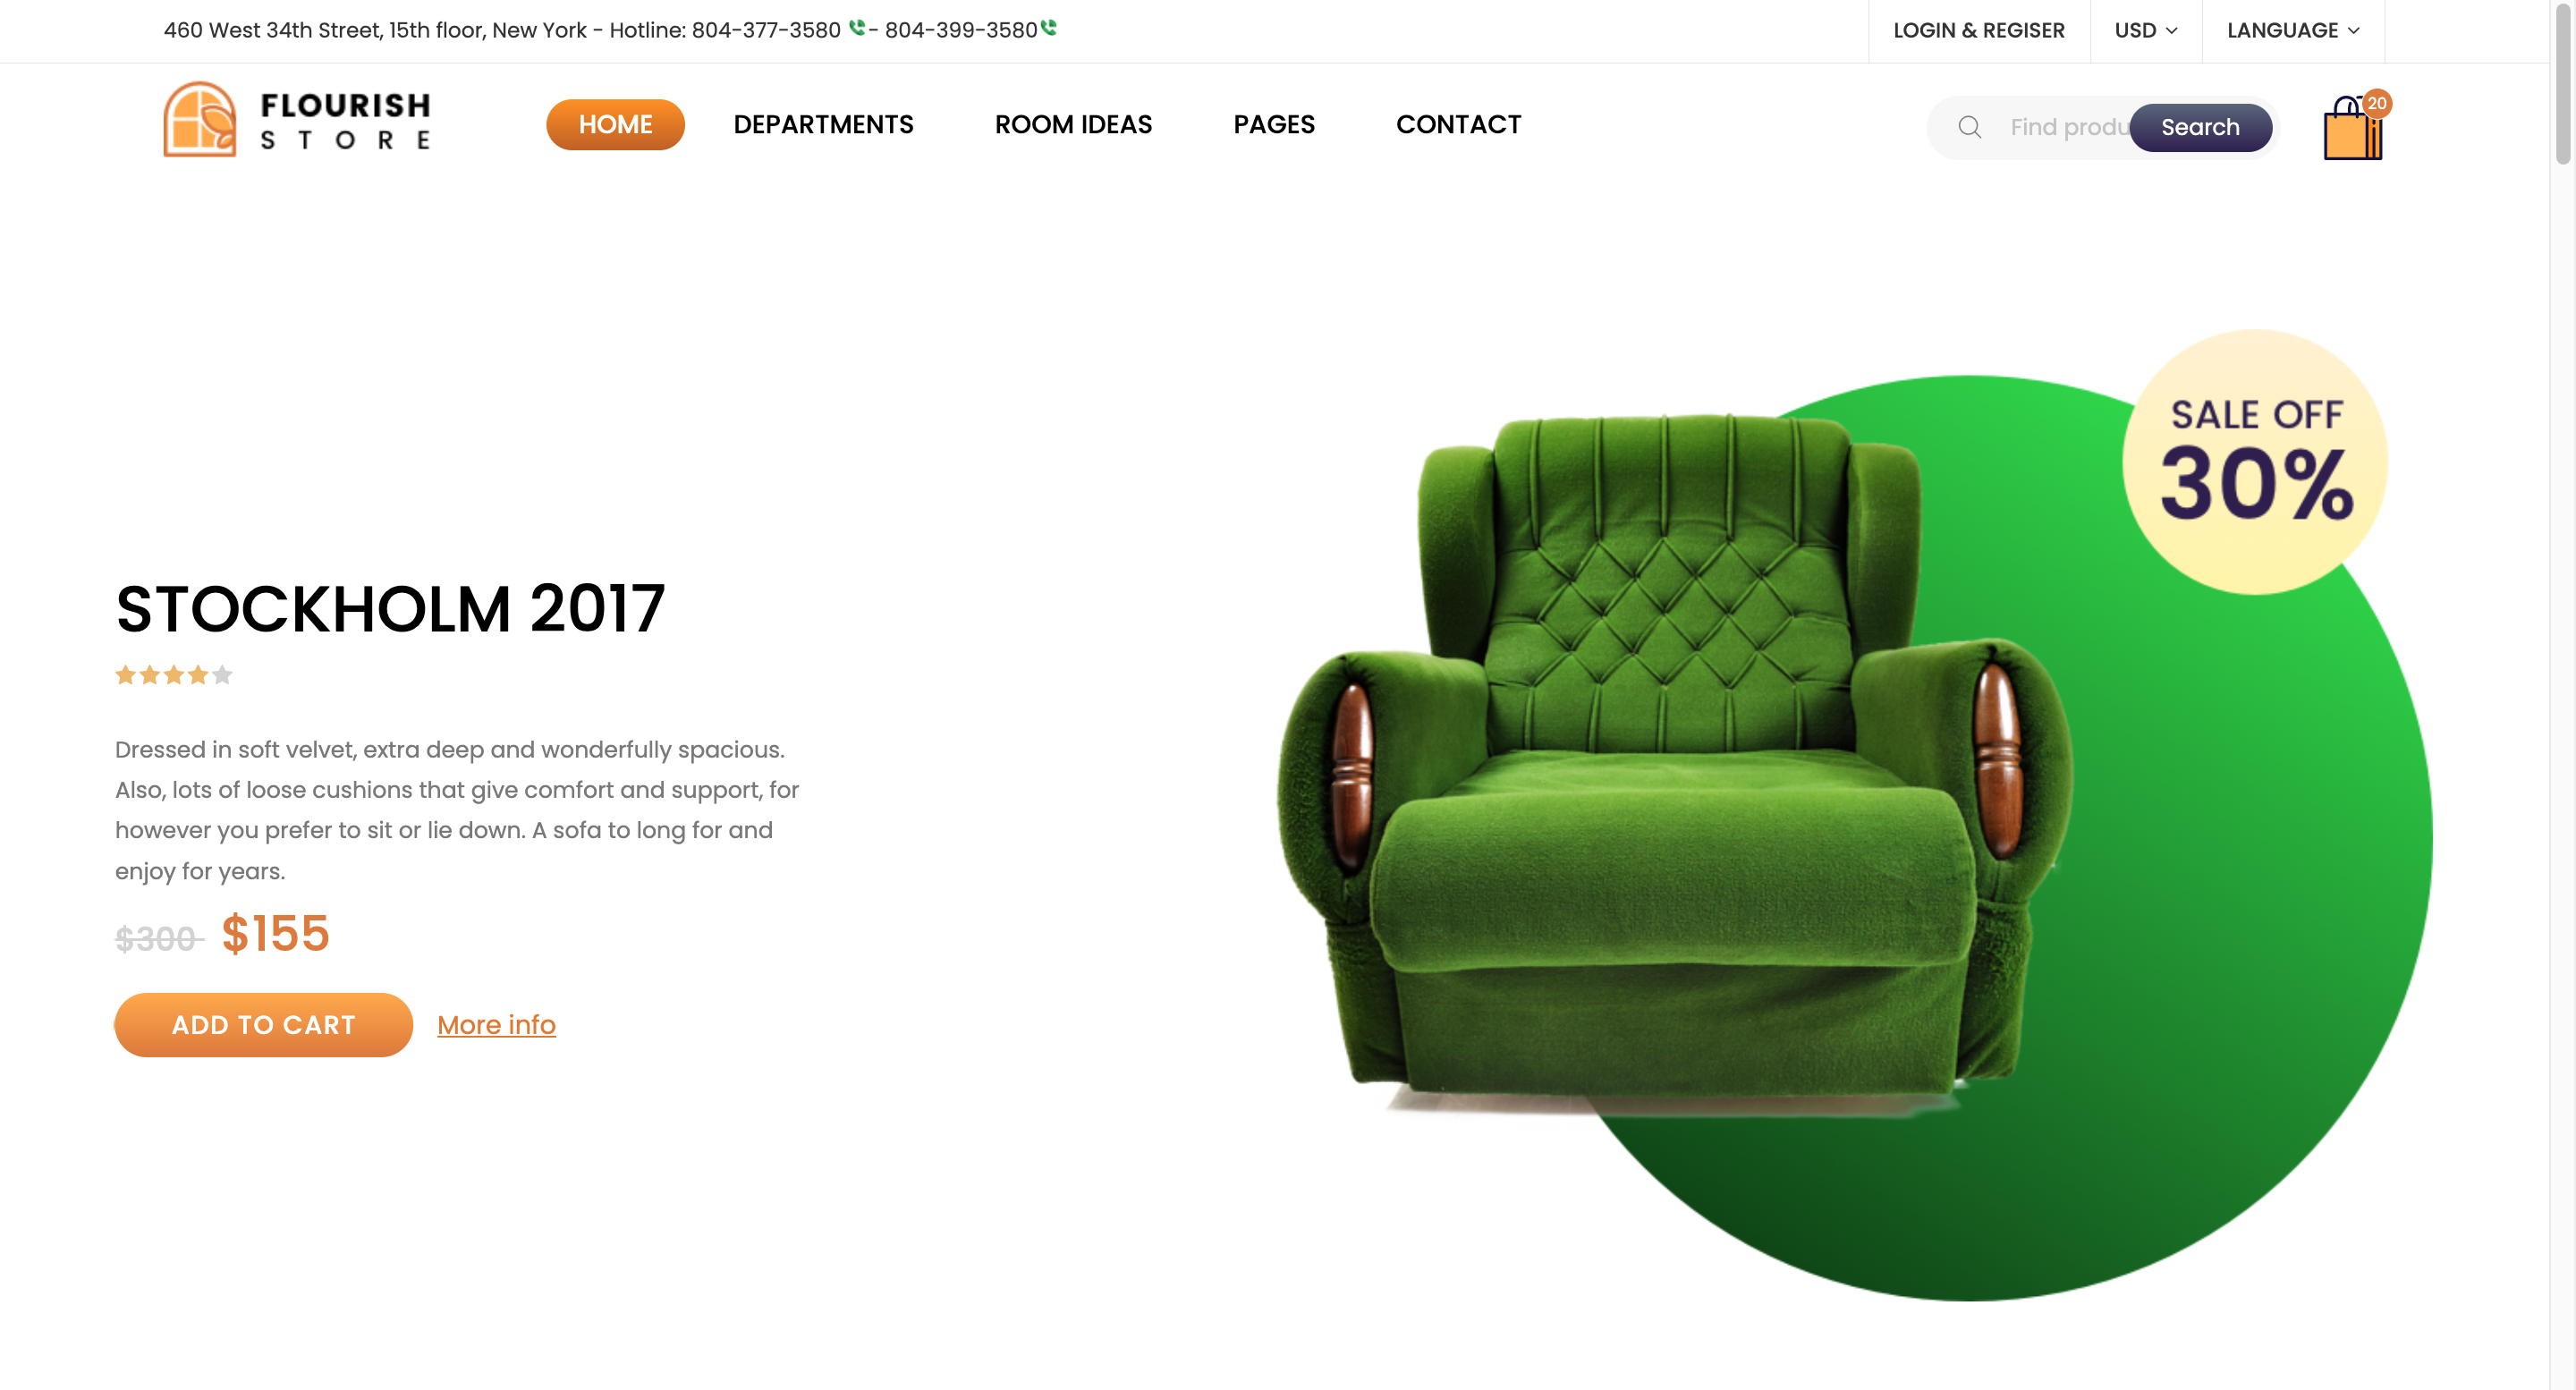 460 West 34th Street, 15th floor, New York - Hotline: 804-377-3580 - 804-399-3580
LOGIN & REGISER
USD
LANGUAGE
FLOURISH
STORE
HOME
DEPARTMENTS
ROOM IDEAS
PAGES
CONTACT
Find produ
Search
20
SALE OFF
30%
STOCKHOLM 2017
Dressed in soft velvet, extra deep and wonderfully spacious.
Also, lots of loose cushions that give comfort and support, for
however you prefer to sit or lie down. A sofa to long for and
enjoy for years.
$300 $155
ADD TO CART
More info